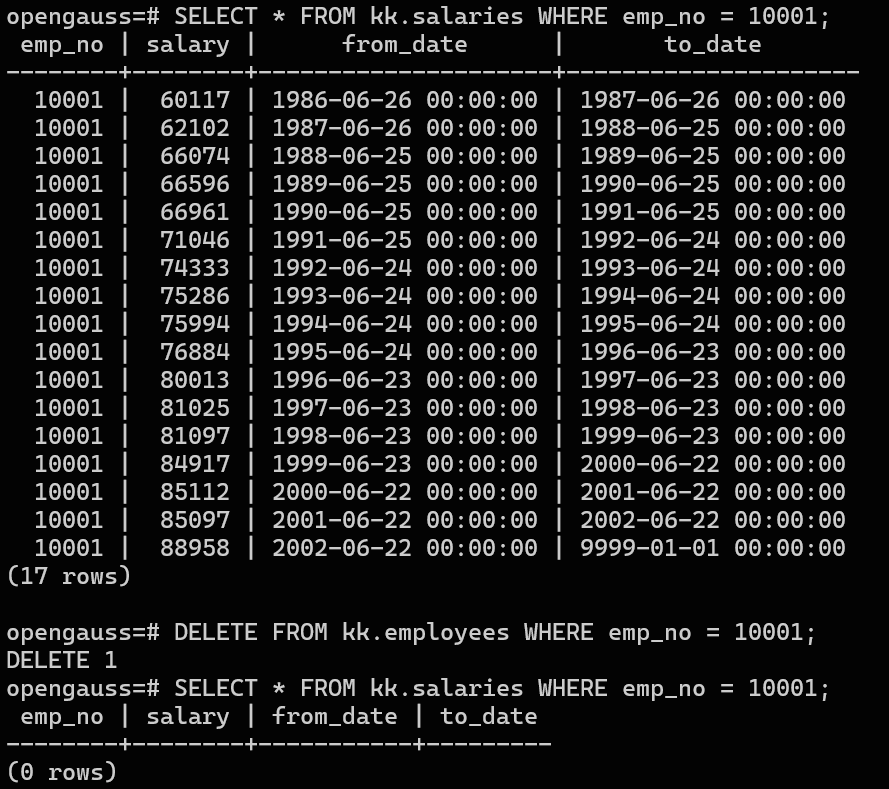 opengauss=# SELECT * FROM kk.salaries WHERE emp_no = 10001;
 emp_no | salary |      from_date      |       to_date
--------+--------+---------------------+---------------------
  10001 |  60117 | 1986-06-26 00:00:00 | 1987-06-26 00:00:00
  10001 |  62102 | 1987-06-26 00:00:00 | 1988-06-25 00:00:00
  10001 |  66074 | 1988-06-25 00:00:00 | 1989-06-25 00:00:00
  10001 |  66596 | 1989-06-25 00:00:00 | 1990-06-25 00:00:00
  10001 |  66961 | 1990-06-25 00:00:00 | 1991-06-25 00:00:00
  10001 |  71046 | 1991-06-25 00:00:00 | 1992-06-24 00:00:00
  10001 |  74333 | 1992-06-24 00:00:00 | 1993-06-24 00:00:00
  10001 |  75286 | 1993-06-24 00:00:00 | 1994-06-24 00:00:00
  10001 |  75994 | 1994-06-24 00:00:00 | 1995-06-24 00:00:00
  10001 |  76884 | 1995-06-24 00:00:00 | 1996-06-23 00:00:00
  10001 |  80013 | 1996-06-23 00:00:00 | 1997-06-23 00:00:00
  10001 |  81025 | 1997-06-23 00:00:00 | 1998-06-23 00:00:00
  10001 |  81097 | 1998-06-23 00:00:00 | 1999-06-23 00:00:00
  10001 |  84917 | 1999-06-23 00:00:00 | 2000-06-22 00:00:00
  10001 |  85112 | 2000-06-22 00:00:00 | 2001-06-22 00:00:00
  10001 |  85097 | 2001-06-22 00:00:00 | 2002-06-22 00:00:00
  10001 |  88958 | 2002-06-22 00:00:00 | 9999-01-01 00:00:00
(17 rows)

opengauss=# DELETE FROM kk.employees WHERE emp_no = 10001;
DELETE 1
opengauss=# SELECT * FROM kk.salaries WHERE emp_no = 10001;
 emp_no | salary | from_date | to_date
--------+--------+-----------+---------
(0 rows)